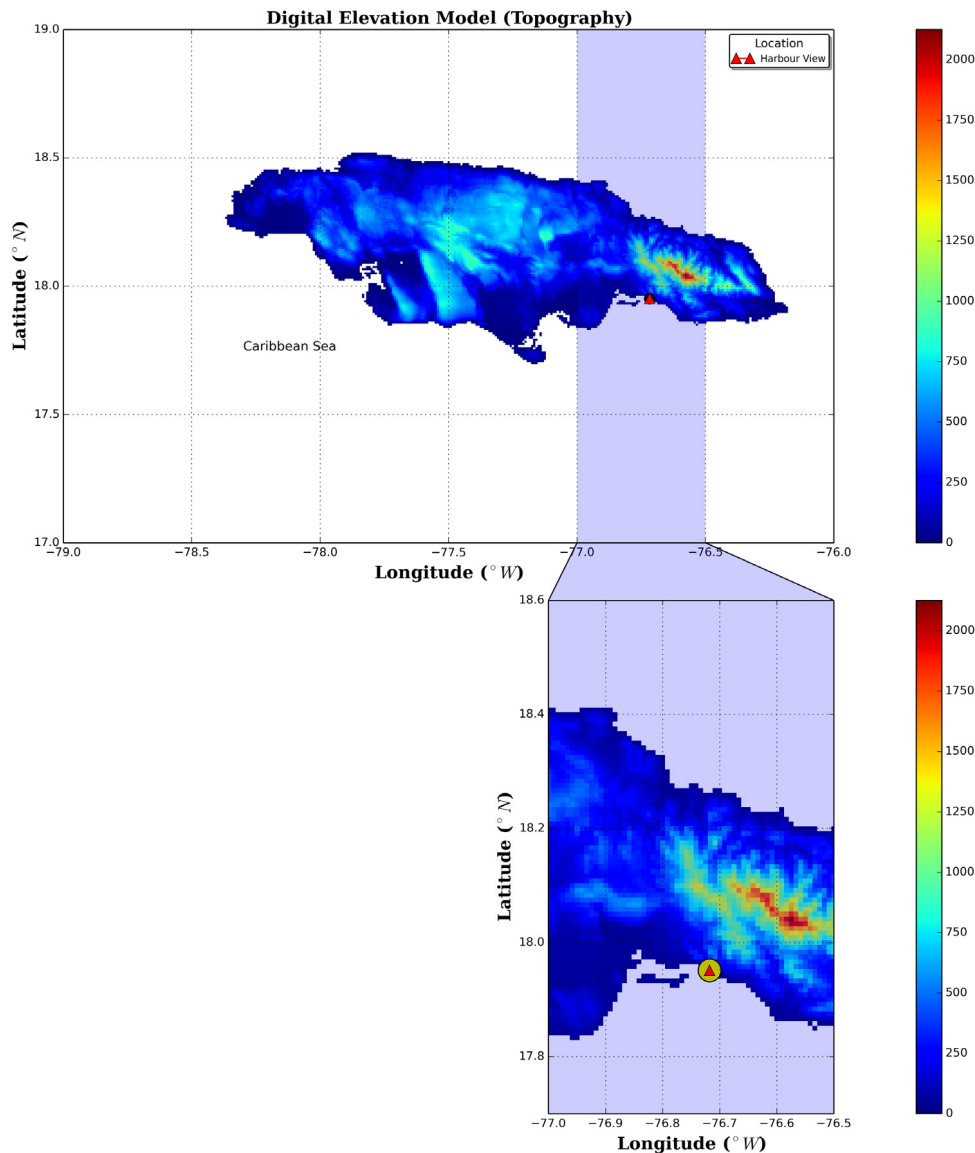 Digital Elevation Model (Topography)
Location
Harbour View
19.0
18.5
18.0
17.5
17.0
Latitude (° N)
Caribbean Sea
−79.0 −78.5 −78.0 −77.5 −77.0 −76.5 −76.0
Longitude (° W)
2000
1750
1500
1250
1000
750
500
250
0
18.6
18.4
18.2
18.0
17.8
Latitude (° N)
−77.0 −76.9 −76.8 −76.7 −76.6 −76.5
Longitude (° W)
2000
1750
1500
1250
1000
750
500
250
0